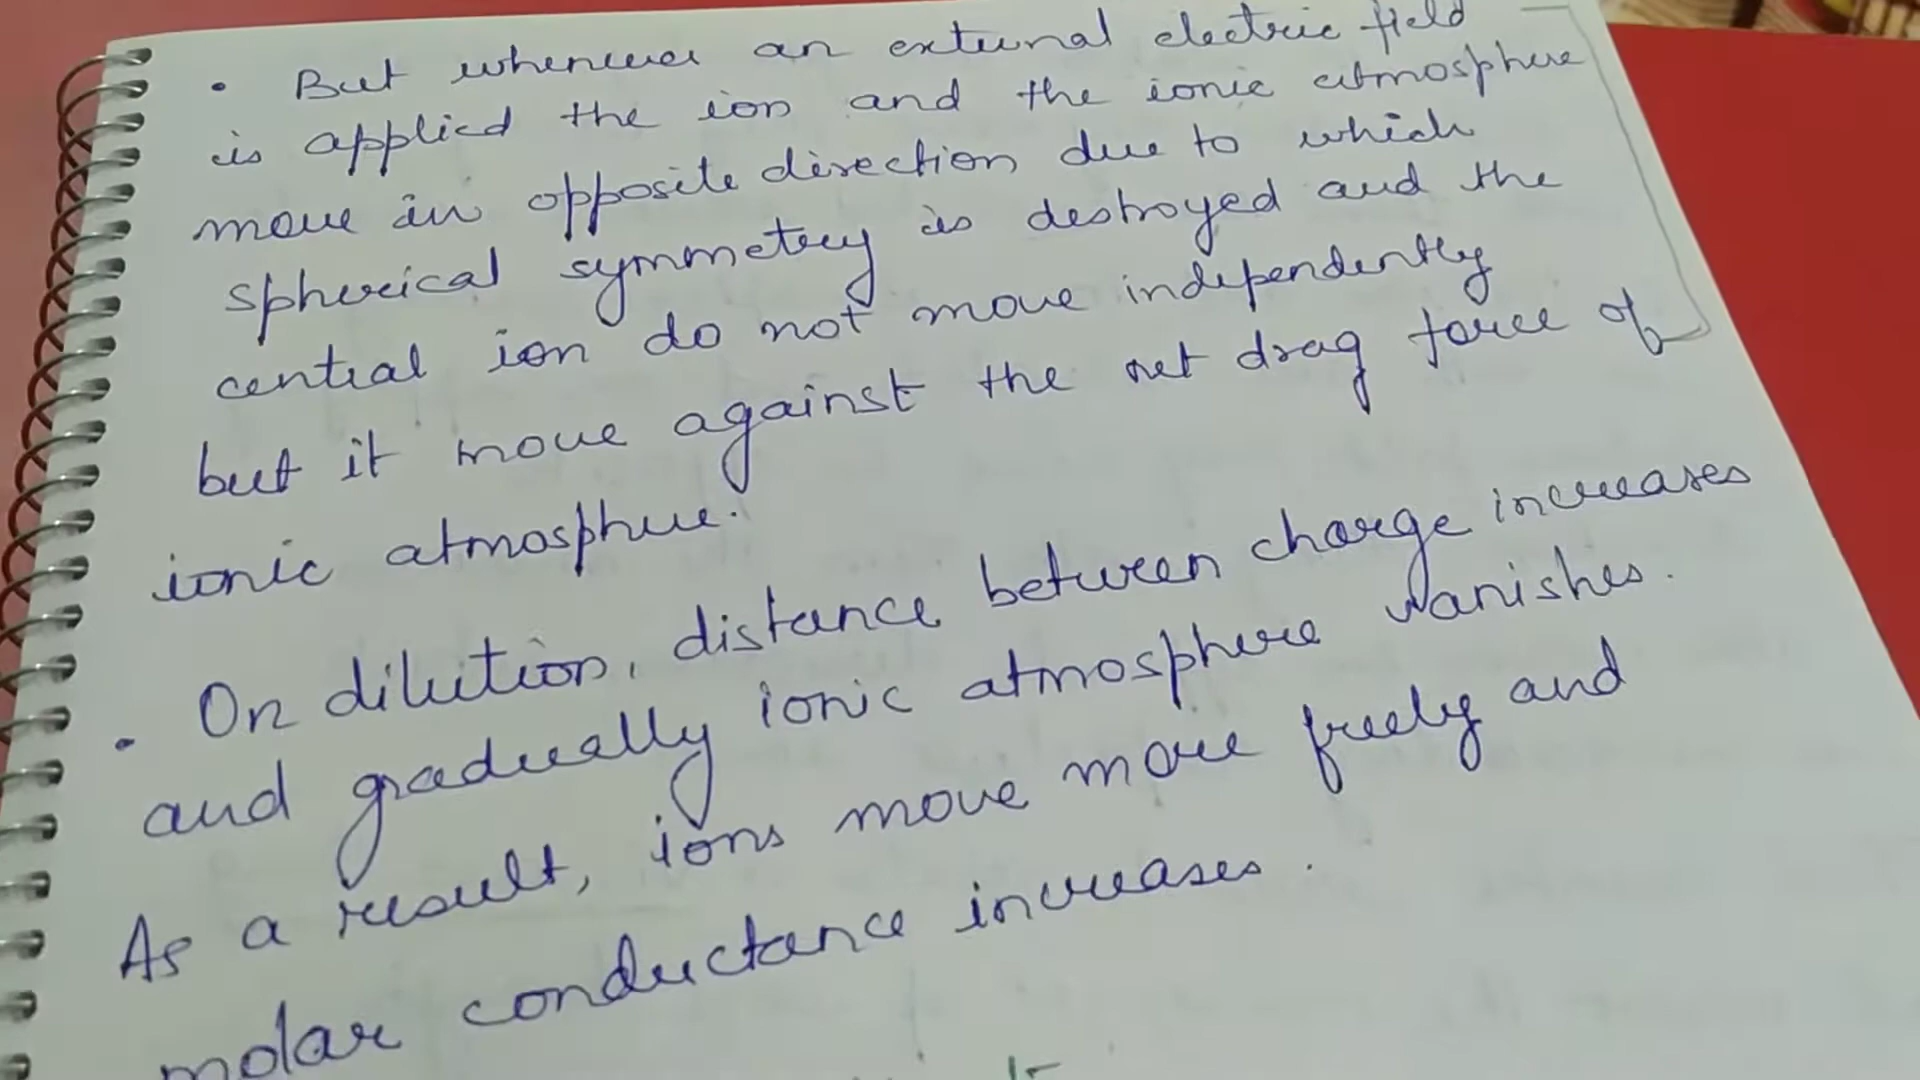 • But whenever an external electric field
is applied the ion and the ionic atmosphere
move in opposite direction due to which
spherical symmetery is destroyed and the
central ion do not move independently
but it move against the net drag force of
ionic atmosphere.
• On dilution, distance between charge increases
and gradually ionic atmosphere vanishes.
As a result, ions move more freely and
molar conductance increases.